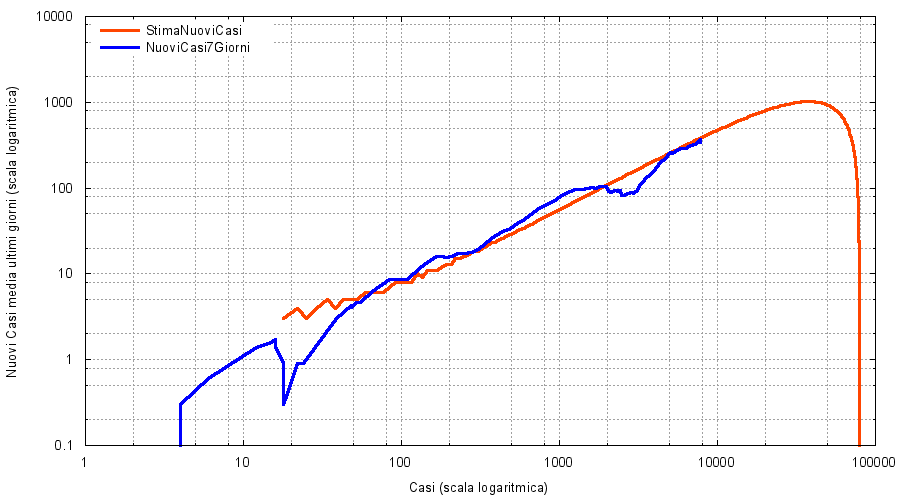 10000
1000
100
10
1
0.1
Nuovi Casi media ultimi giorni (scala logaritmica)
StimaNuoviCasi
NuoviCasi7Giorni
1 10 100 1000 10000 100000
Casi (scala logaritmica)